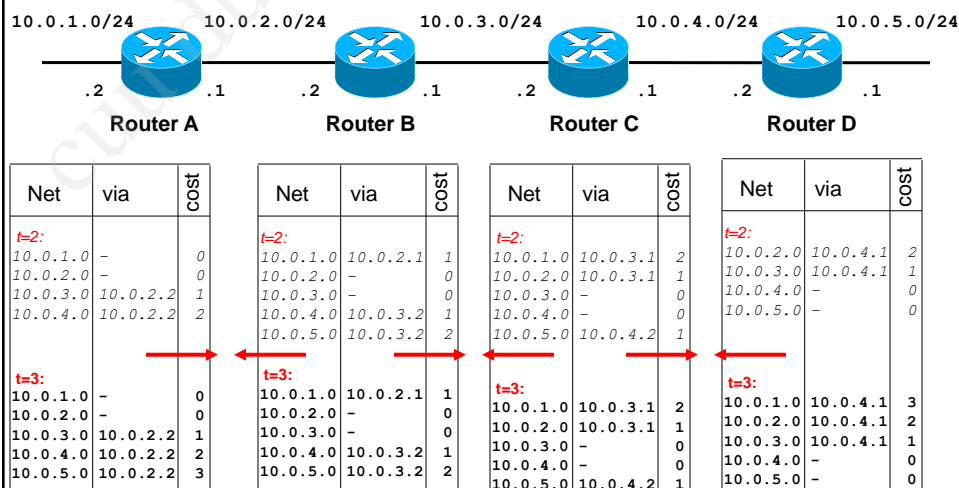 10.0.1.0/24 10.0.2.0/24 10.0.3.0/24 10.0.4.0/24 10.0.5.0/24
.2 .1 .2 .1 .2 .1 .2 .1
Router A Router B Router C Router D
Net via cost
t=2:
10.0.1.0 – 0
10.0.2.0 – 0
10.0.3.0 10.0.2.2 1
10.0.4.0 10.0.2.2 2
t=3:
10.0.1.0 – 0
10.0.2.0 – 0
10.0.3.0 10.0.2.2 1
10.0.4.0 10.0.2.2 2
10.0.5.0 10.0.2.2 3
Net via cost
t=2:
10.0.1.0 10.0.2.1 1
10.0.2.0 – 0
10.0.3.0 – 0
10.0.4.0 10.0.3.2 1
10.0.5.0 10.0.3.2 2
t=3:
10.0.1.0 10.0.2.1 1
10.0.2.0 – 0
10.0.3.0 – 0
10.0.4.0 10.0.3.2 1
10.0.5.0 10.0.3.2 2
Net via cost
t=2:
10.0.1.0 10.0.3.1 2
10.0.2.0 10.0.3.1 1
10.0.3.0 – 0
10.0.4.0 – 0
10.0.5.0 10.0.4.2 1
t=3:
10.0.1.0 10.0.3.1 2
10.0.2.0 10.0.3.1 1
10.0.3.0 – 0
10.0.4.0 – 0
10.0.5.0 10.0.4.2 1
Net via cost
t=2:
10.0.2.0 10.0.4.1 2
10.0.3.0 10.0.4.1 1
10.0.4.0 – 0
10.0.5.0 – 0
t=3:
10.0.1.0 10.0.4.1 3
10.0.2.0 10.0.4.1 2
10.0.3.0 10.0.4.1 1
10.0.4.0 – 0
10.0.5.0 – 0